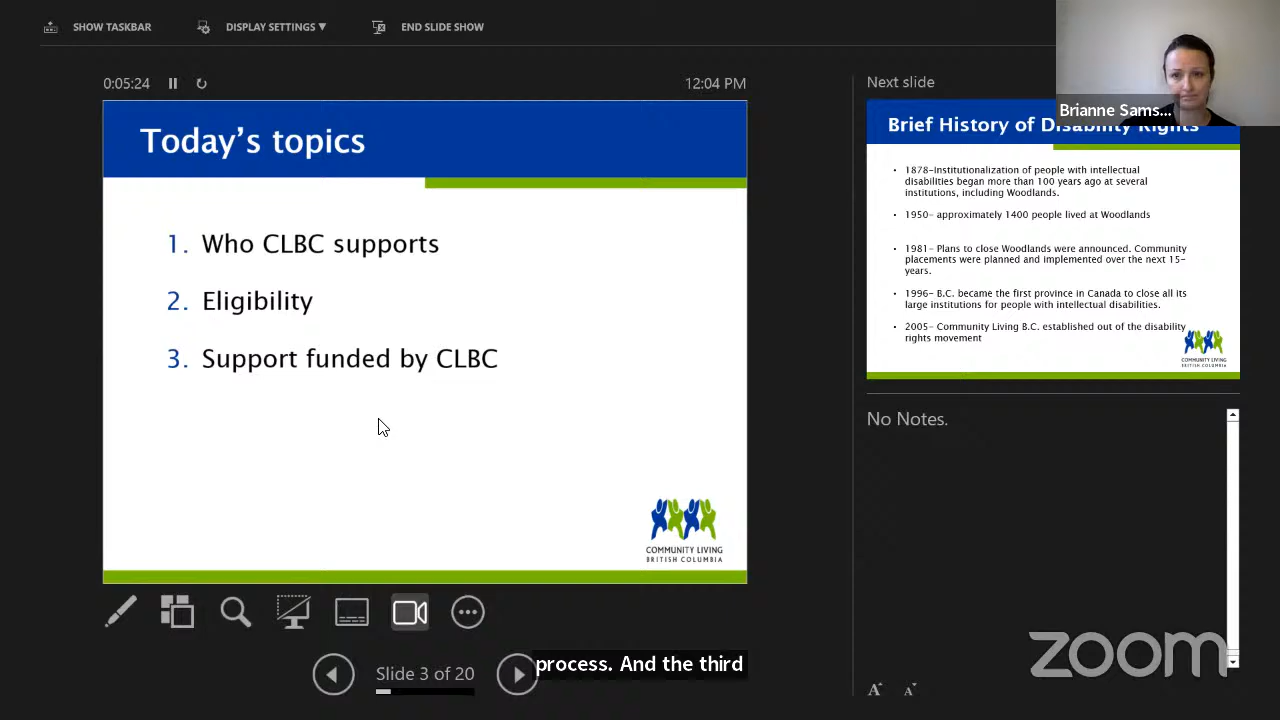 SHOW TASKBAR
DISPLAY SETTINGS ▼
END SLIDE SHOW
0:05:24
12:04 PM
Today's topics
1. Who CLBC supports
2. Eligibility
3. Support funded by CLBC
COMMUNITY LIVING
BRITISH COLUMBIA
Slide 3 of 20
process. And the third
Next slide
Brianne Sams...
Brief History of Disability Rights
• 1878-Institutionalization of people with intellectual
disabilities began more than 100 years ago at several
institutions, including Woodlands.
• 1950- approximately 1400 people lived at Woodlands
• 1981- Plans to close Woodlands were announced. Community
placements were planned and implemented over the next 15-
years.
• 1996- B.C. became the first province in Canada to close all its
large institutions for people with intellectual disabilities.
• 2005- Community Living B.C. established out of the disability
rights movement
COMMUNITY LIVING
BRITISH COLUMBIA
No Notes.
zoom
A A